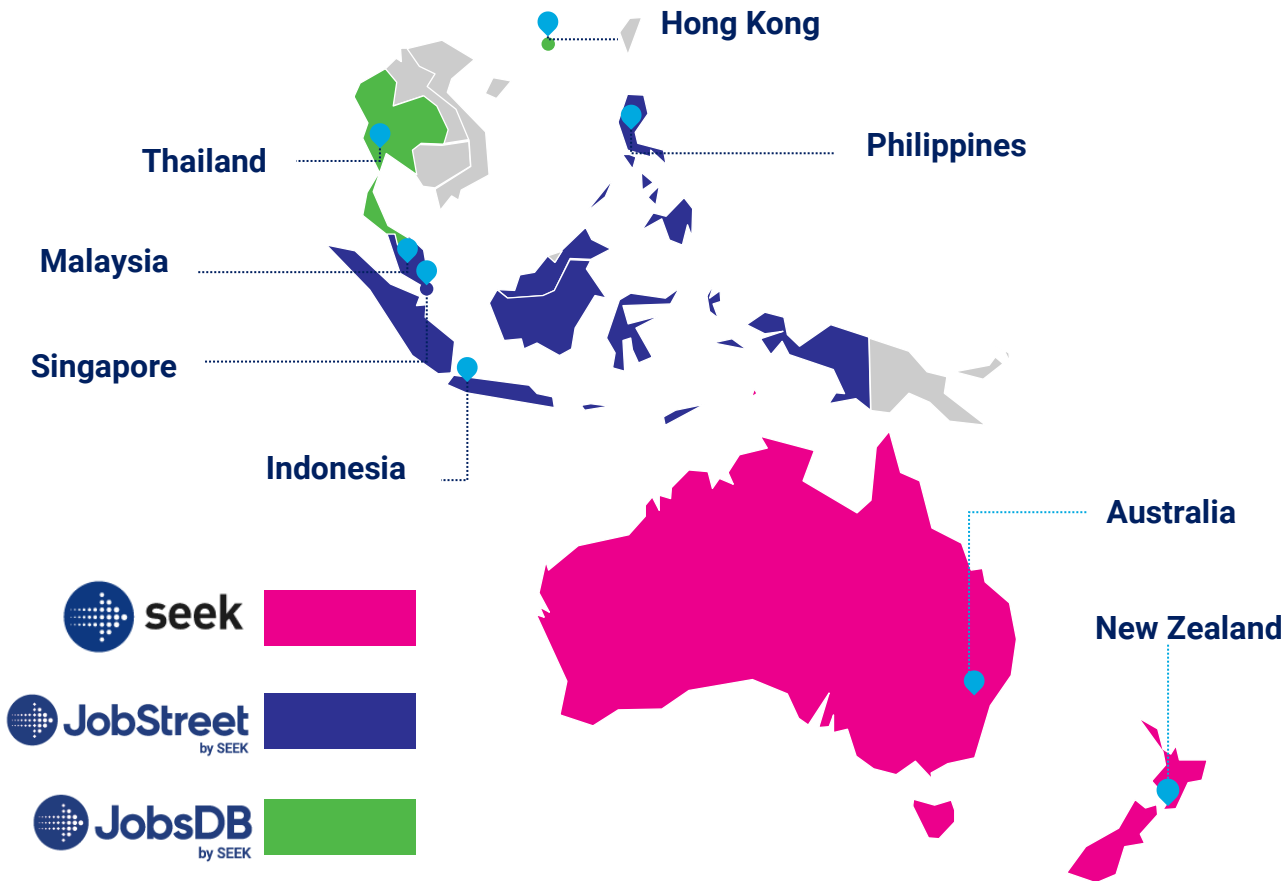 Hong Kong
Philippines
Thailand
Malaysia
Singapore
Indonesia
Australia
New Zealand
seek
JobStreet
by SEEK
JobsDB
by SEEK